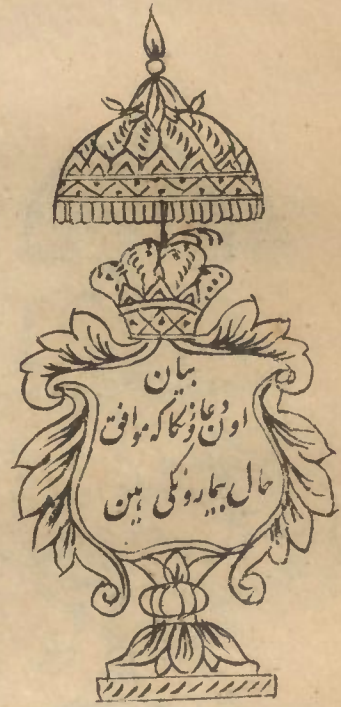 بیان
اون دعاؤنکا کہ موافق
حال بیمارونکی ہین